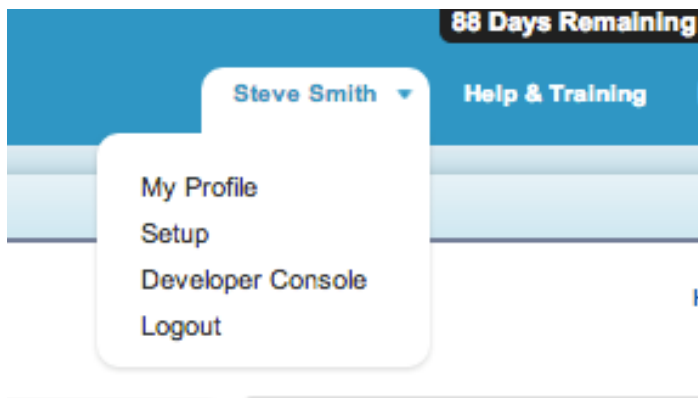 88 Days Remaining
Steve Smith
Help & Training
My Profile
Setup
Developer Console
Logout